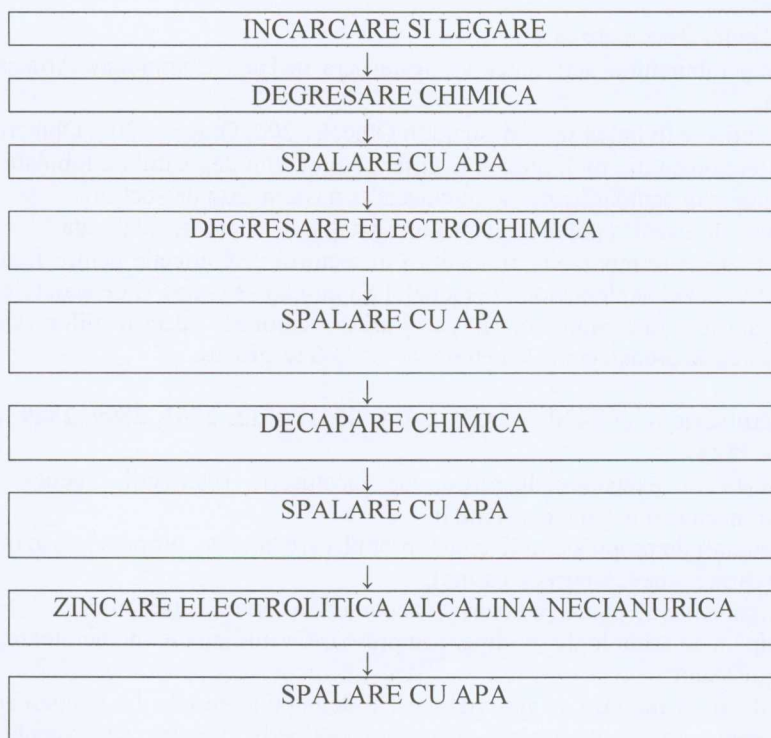 INCARCARE SI LEGARE
↓
DEGRESARE CHIMICA
↓
SPALARE CU APA
↓
DEGRESARE ELECTROCHIMICA
↓
SPALARE CU APA
↓
DECAPARE CHIMICA
↓
SPALARE CU APA
↓
ZINCARE ELECTROLITICA ALCALINA NECIANURICA
↓
SPALARE CU APA